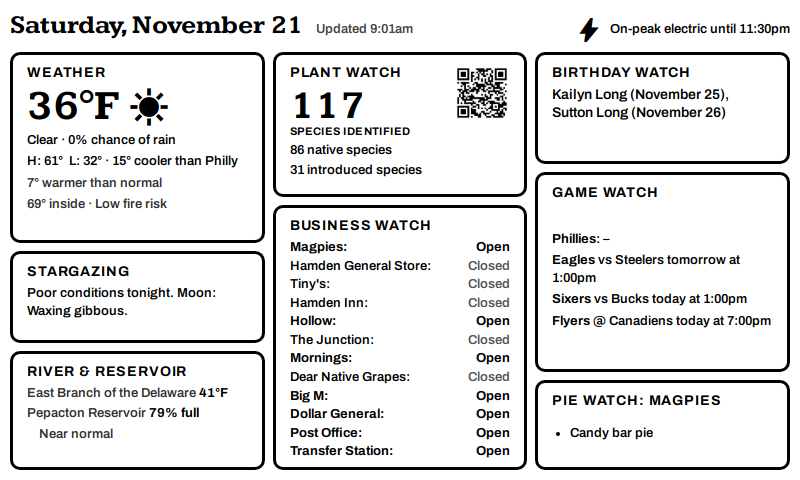 Saturday, November 21 Updated 9:01am
On-peak electric until 11:30pm
WEATHER
36°F
Clear · 0% chance of rain
H: 61° L: 32° · 15° cooler than Philly
7° warmer than normal
69° inside · Low fire risk
STARGAZING
Poor conditions tonight. Moon:
Waxing gibbous.
RIVER & RESERVOIR
East Branch of the Delaware 41°F
Pepacton Reservoir 79% full
Near normal
PLANT WATCH
117
SPECIES IDENTIFIED
86 native species
31 introduced species
BUSINESS WATCH
Magpies: Open
Hamden General Store: Closed
Tiny's: Closed
Hamden Inn: Closed
Hollow: Open
The Junction: Closed
Mornings: Open
Dear Native Grapes: Closed
Big M: Open
Dollar General: Open
Post Office: Open
Transfer Station: Open
BIRTHDAY WATCH
Kailyn Long (November 25),
Sutton Long (November 26)
GAME WATCH
Phillies: –
Eagles vs Steelers tomorrow at
1:00pm
Sixers vs Bucks today at 1:00pm
Flyers @ Canadiens today at 7:00pm
PIE WATCH: MAGPIES
• Candy bar pie